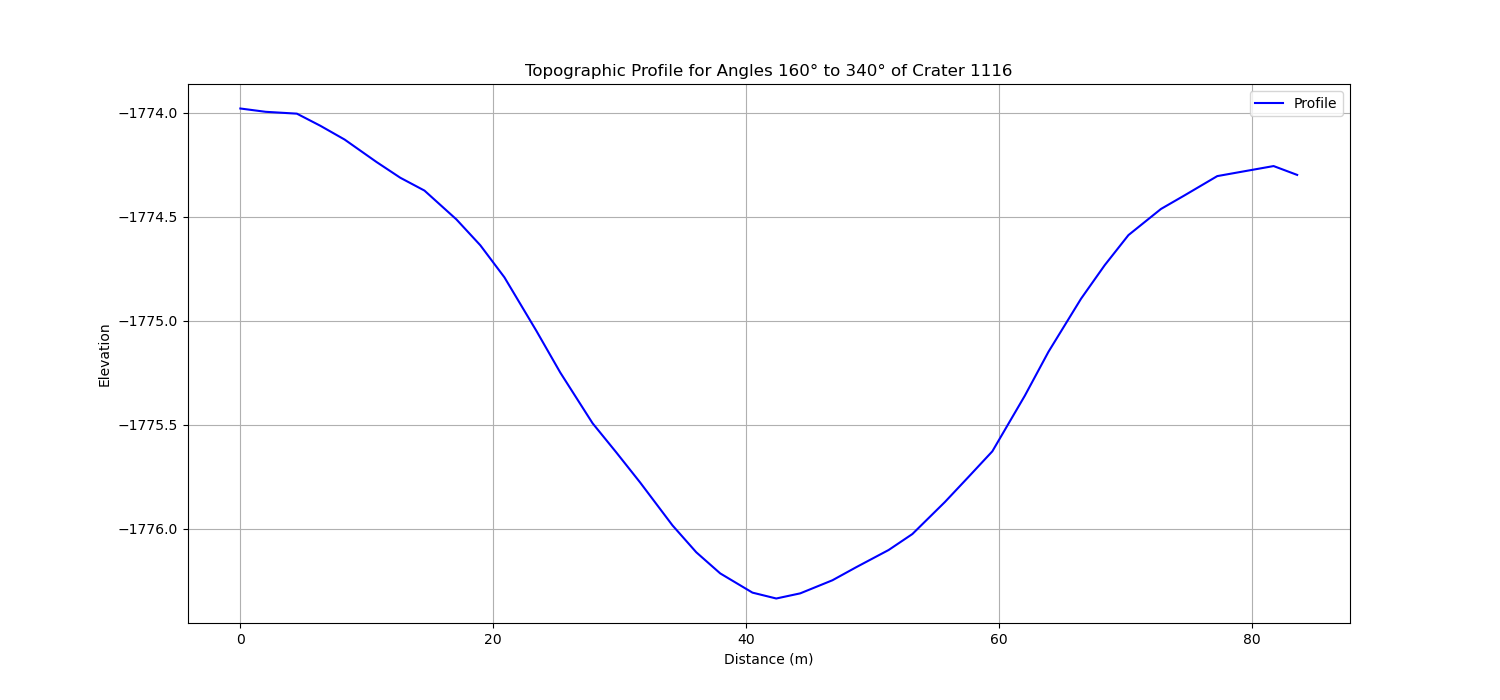 Topographic Profile for Angles 160° to 340° of Crater 1116
Profile
−1774.0
−1774.5
−1775.0
−1775.5
−1776.0
Elevation
0 20 40 60 80
Distance (m)